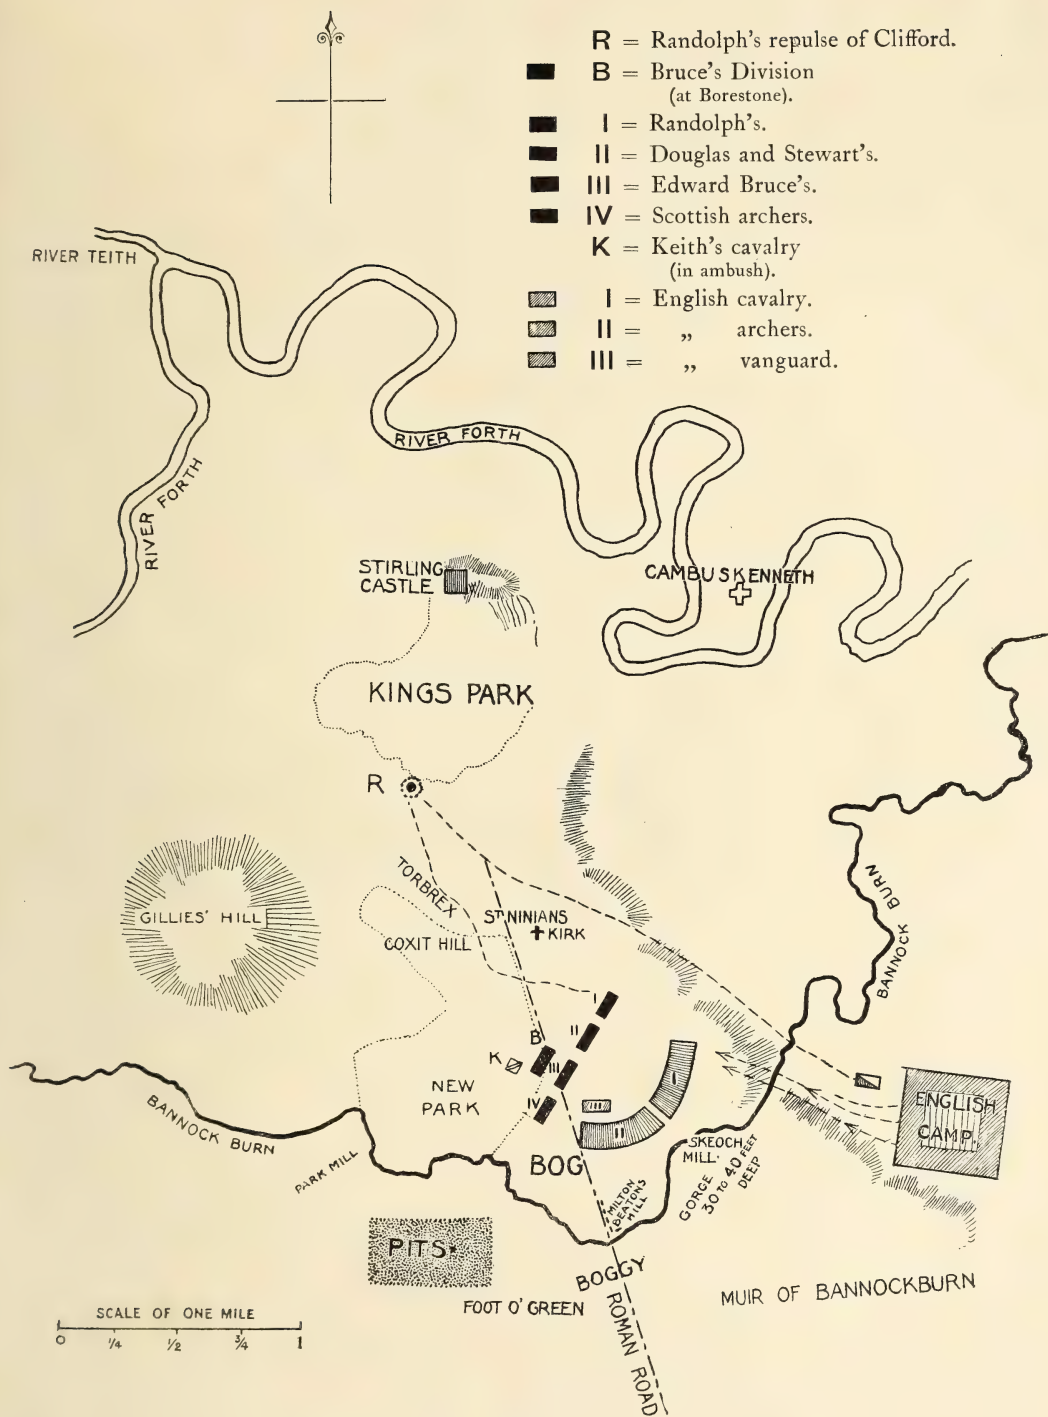 R = Randolph's repulse of Clifford.
B = Bruce's Division
(at Borestone).
I = Randolph's.
II = Douglas and Stewart's.
III = Edward Bruce's.
IV = Scottish archers.
K = Keith's cavalry
(in ambush).
I = English cavalry.
II = „ archers.
III = „ vanguard.
RIVER TEITH
RIVER FORTH
RIVER FORTH
STIRLING
CASTLE
CAMBUSKENNETH
KINGS PARK
R
TORBREX
GILLIES' HILL
ST NINIANS
KIRK
COXIT HILL
BANNOCK BURN
I
II
B
K
III
I
NEW
PARK
IV
III
II
ENGLISH
CAMP.
BANNOCK BURN
PARK MILL
BOG
SKEOCH
MILL.
GORGE
30 TO 40 FEET
DEEP
MILTON
BEATONS
MILL
PITS.
BOGGY
FOOT O' GREEN
ROMAN ROAD
MUIR OF BANNOCKBURN
SCALE OF ONE MILE
0 1/4 1/2 3/4 1